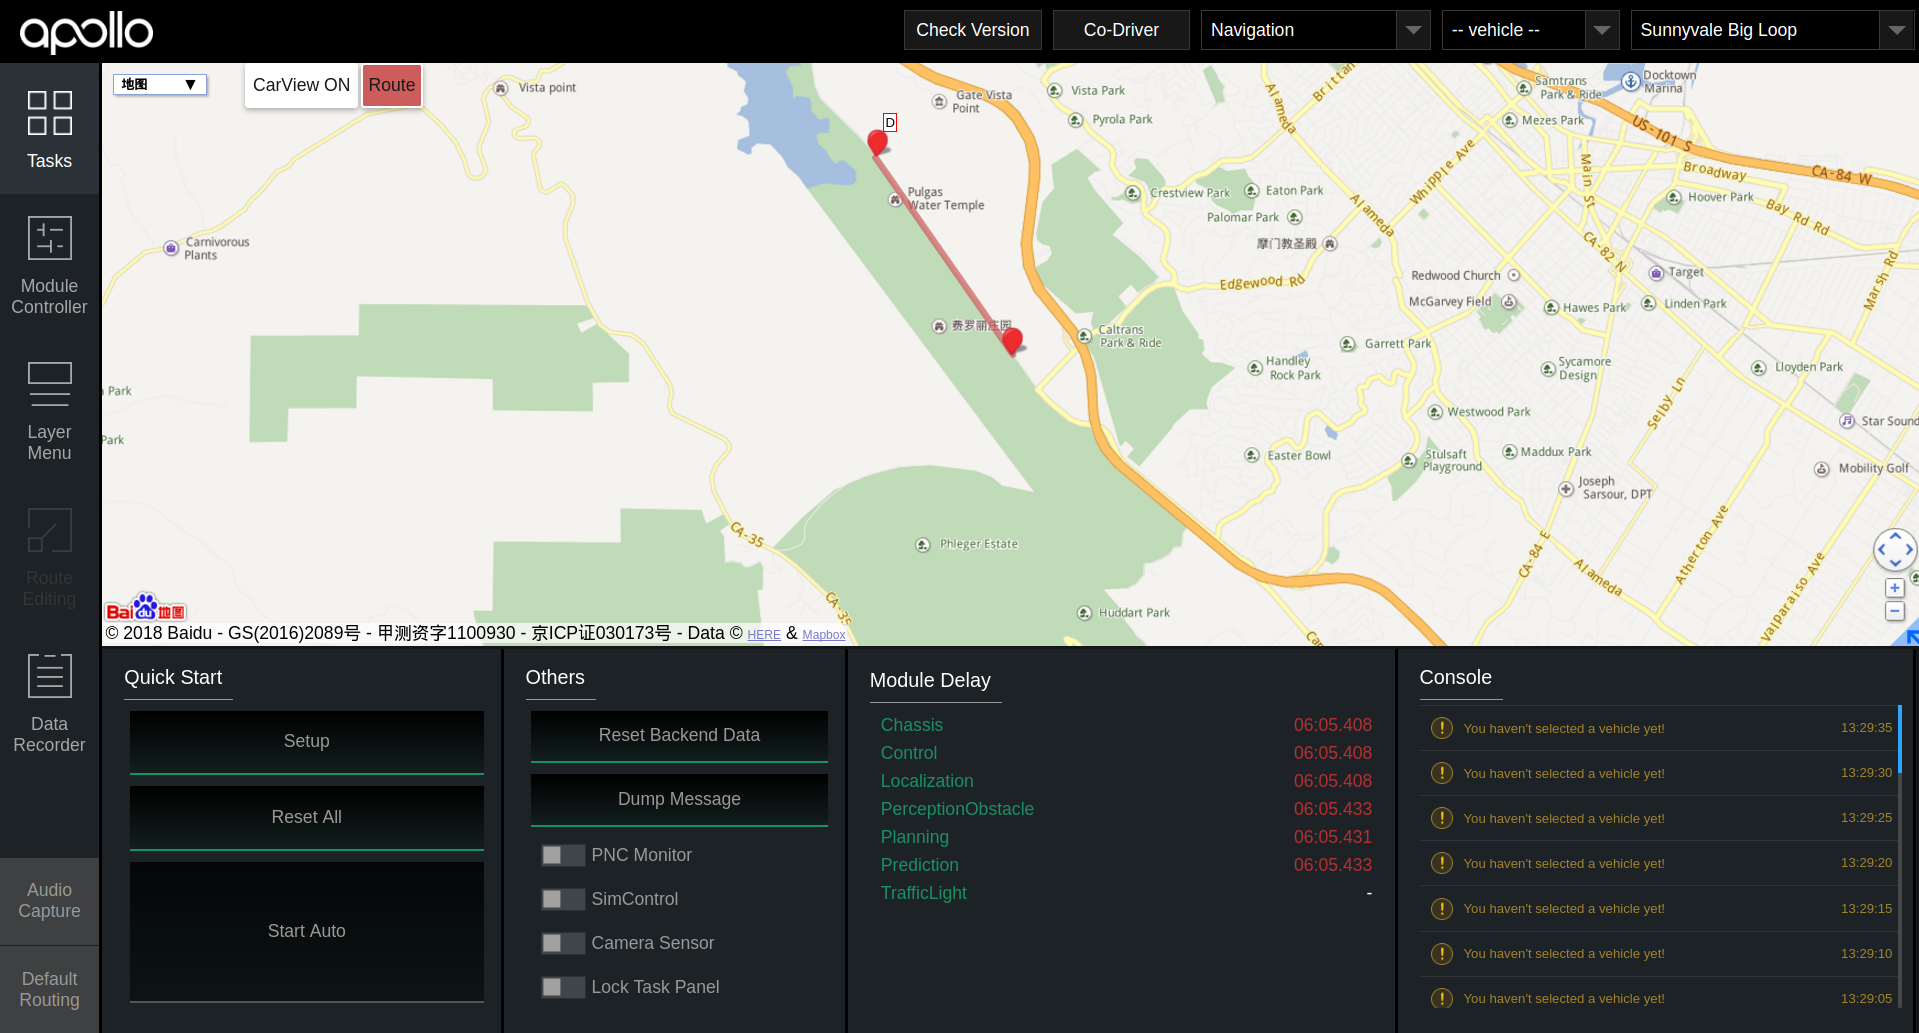 apollo
Check Version
Co-Driver
Navigation
-- vehicle --
Sunnyvale Big Loop
Tasks
Module
Controller
Layer
Menu
Route
Editing
Data
Recorder
Audio
Capture
Default
Routing
地图 ▼
CarView ON
Route
Vista point
Gate Vista
Point
Vista Park
Pyrola Park
D
Pulgas
Water Temple
Carnivorous
Plants
费罗丽庄园
Caltrans
Park & Ride
Crestview Park
Eaton Park
Palomar Park
摩门教圣殿
Edgewood Rd
Alameda
Brittan
Samtrans
Park & Ride
Docktown
Marina
Mezes Park
US-101 S
Whipple Ave
Main St
Broadway
CA-84 W
Hoover Park
Bay Rd Rd
Alameda
CA-82 N
Target
Redwood Church
McGarvey Field
Hawes Park
Linden Park
Marsh Rd
Garrett Park
Handley
Rock Park
Sycamore
Design
Lloyden Park
Selby Ln
Westwood Park
Star Sound
Easter Bowl
Stulsaft
Playground
Maddux Park
Mobility Golf
Joseph
Sarsour, DPT
Park
Park
CA-35
Phleger Estate
CA-35
Huddart Park
CA-84 E
Alameda
Atherton Ave
Valparaiso Ave
Bai du 地图
© 2018 Baidu - GS(2016)2089号 - 甲测资字1100930 - 京ICP证030173号 - Data © HERE & Mapbox
Quick Start
Setup
Reset All
Start Auto
Others
Reset Backend Data
Dump Message
PNC Monitor
SimControl
Camera Sensor
Lock Task Panel
Module Delay
Chassis 06:05.408
Control 06:05.408
Localization 06:05.408
PerceptionObstacle 06:05.433
Planning 06:05.431
Prediction 06:05.433
TrafficLight -
Console
You haven't selected a vehicle yet! 13:29:35
You haven't selected a vehicle yet! 13:29:30
You haven't selected a vehicle yet! 13:29:25
You haven't selected a vehicle yet! 13:29:20
You haven't selected a vehicle yet! 13:29:15
You haven't selected a vehicle yet! 13:29:10
You haven't selected a vehicle yet! 13:29:05